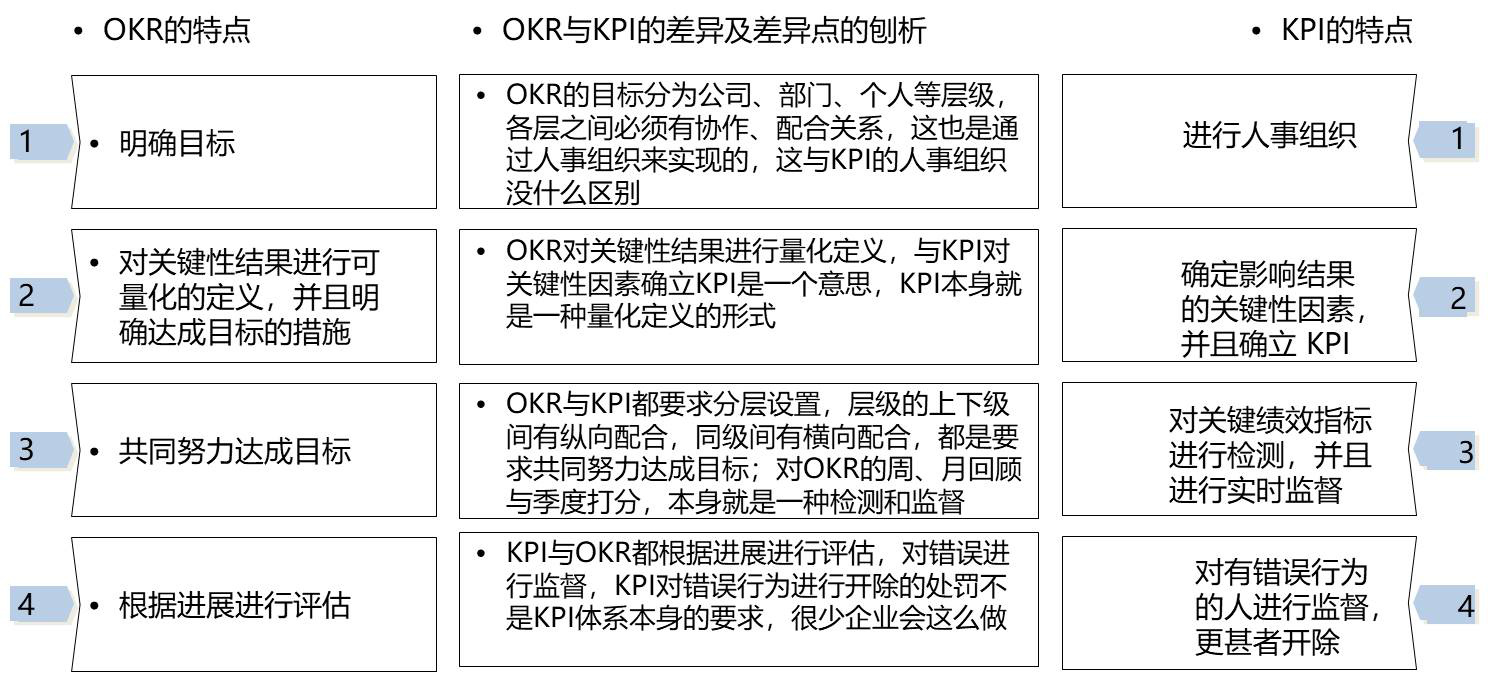 • OKR的特点
• OKR与KPI的差异及差异点的刨析
• KPI的特点
1
• 明确目标
• OKR的目标分为公司、部门、个人等层级，
各层之间必须有协作、配合关系，这也是通
过人事组织来实现的，这与KPI的人事组织
没什么区别
进行人事组织
1
2
• 对关键性结果进行可
量化的定义，并且明
确达成目标的措施
• OKR对关键性结果进行量化定义，与KPI对
关键性因素确立KPI是一个意思，KPI本身就
是一种量化定义的形式
确定影响结果
的关键性因素，
并且确立 KPI
2
3
• 共同努力达成目标
• OKR与KPI都要求分层设置，层级的上下级
间有纵向配合，同级间有横向配合，都是要
求共同努力达成目标；对OKR的周、月回顾
与季度打分，本身就是一种检测和监督
对关键绩效指标
进行检测，并且
进行实时监督
3
4
• 根据进展进行评估
• KPI与OKR都根据进展进行评估，对错误进
行监督，KPI对错误行为进行开除的处罚不
是KPI体系本身的要求，很少企业会这么做
对有错误行为
的人进行监督，
更甚者开除
4